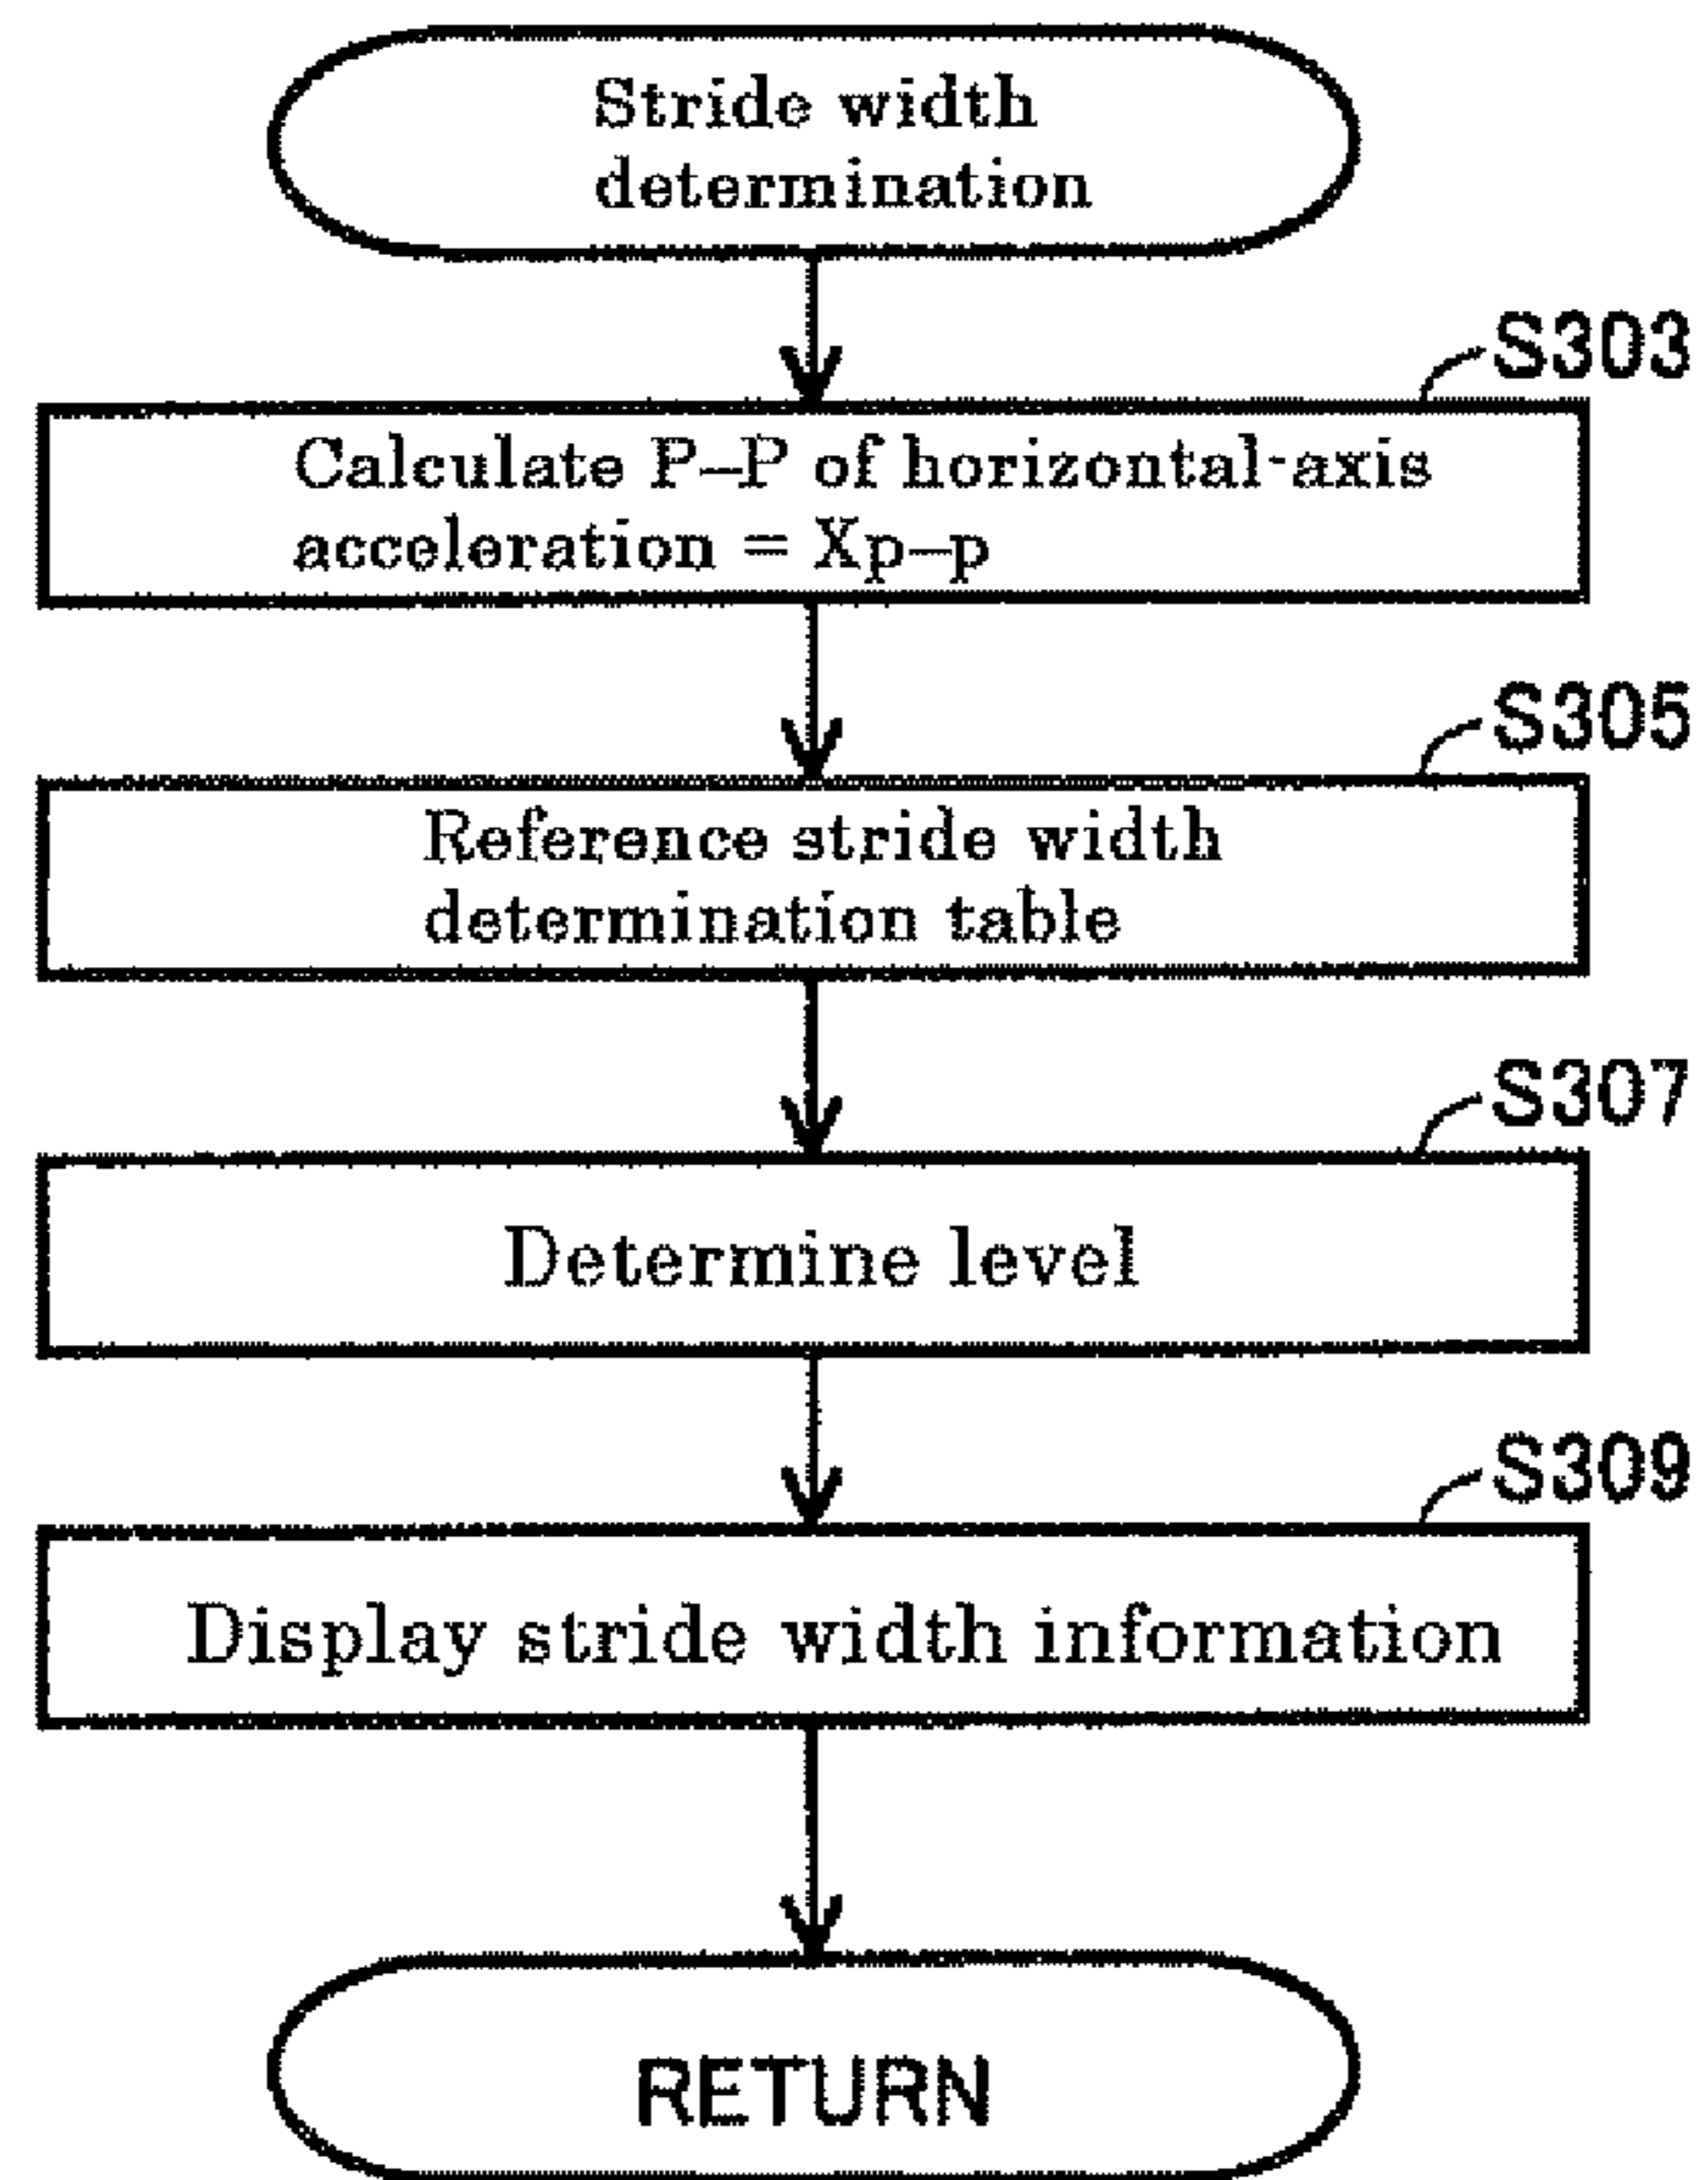 Stride width
determination
S303
Calculate P–P of horizontal-axis
acceleration = Xp–p
S305
Reference stride width
determination table
S307
Determine level
S309
Display stride width information
RETURN